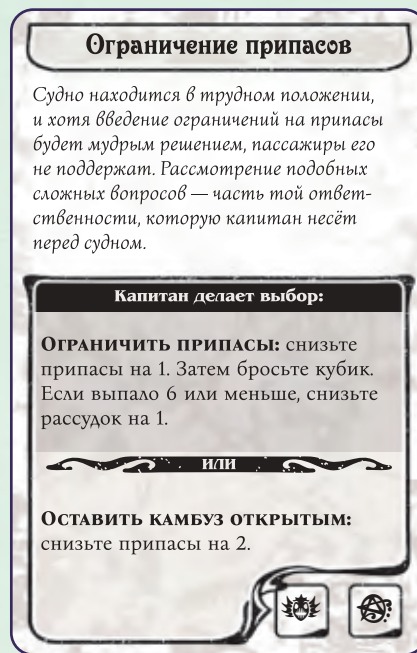 Ограничение припасов
Судно находится в трудном положении,
и хотя введение ограничений на припасы
будет мудрым решением, пассажиры его
не поддержат. Рассмотрение подобных
сложных вопросов — часть той ответ-
ственности, которую капитан несёт
перед судном.
Капитан делает выбор:
ОГРАНИЧИТЬ ПРИПАСЫ: снизьте
припасы на 1. Затем бросьте кубик.
Если выпало 6 или меньше, снизьте
рассудок на 1.
ИЛИ
ОСТАВИТЬ КАМБУЗ ОТКРЫТЫМ:
снизьте припасы на 2.